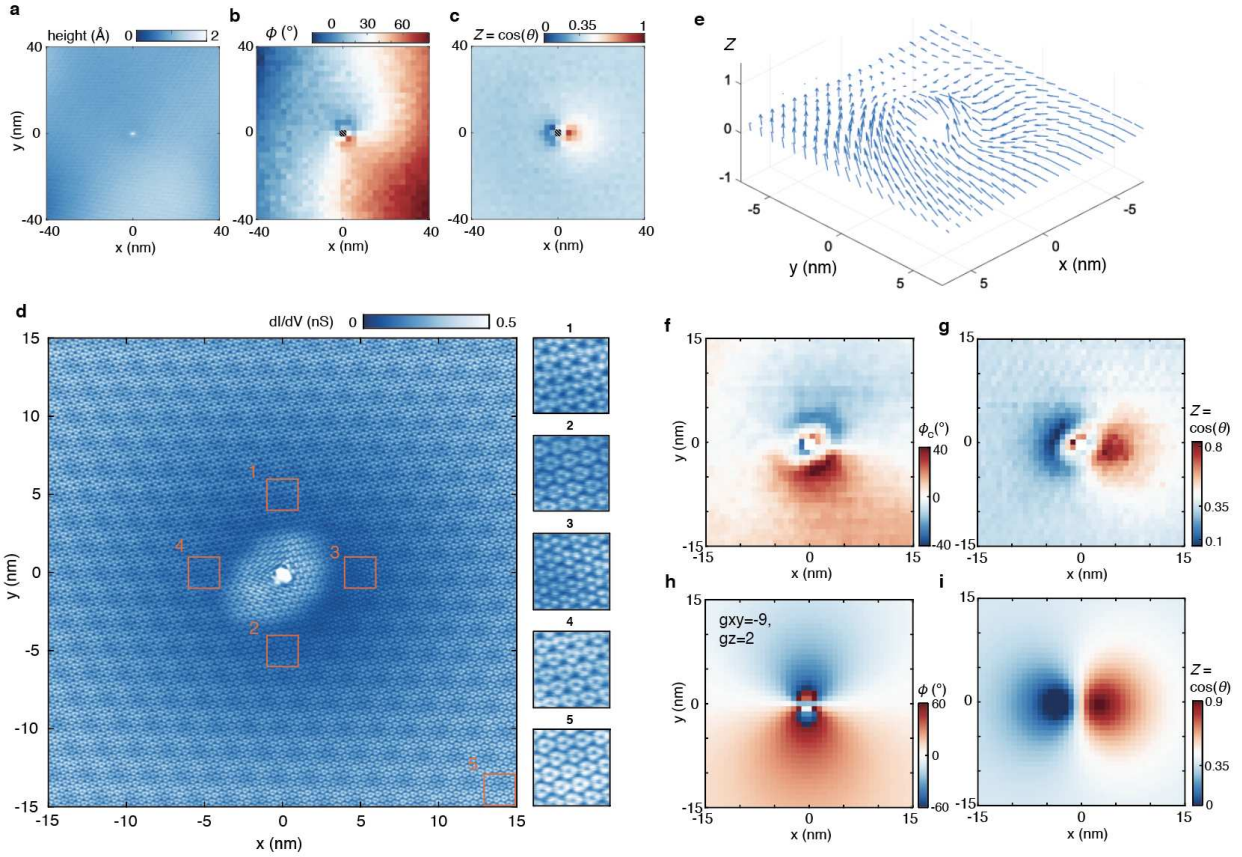 a
height (Å)
0
2
40
y (nm)
0
-40
-40
0
40
x (nm)
b
ϕ (°)
0
30
60
40
0
-40
-40
0
40
x (nm)
c
Z = cos(θ)
0
0.35
1
40
0
-40
-40
0
40
x (nm)
e
Z
1
0
-1
-5
0
5
y (nm)
5
0
-5
x (nm)
d
dI/dV (nS)
0
0.5
15
10
5
0
-5
-10
-15
y (nm)
-15
-10
-5
0
5
10
15
x (nm)
1
2
3
4
5
1
2
3
4
5
f
15
y (nm)
0
-15
-15
0
15
x (nm)
ϕc(°)
40
0
-40
g
15
0
-15
-15
0
15
x (nm)
Z =
cos(θ)
0.8
0.35
0.1
h
gxy=-9,
gz=2
15
y (nm)
0
-15
-15
0
15
x (nm)
ϕ (°)
60
0
-60
i
15
0
-15
-15
0
15
x (nm)
Z =
cos(θ)
0.9
0.35
0